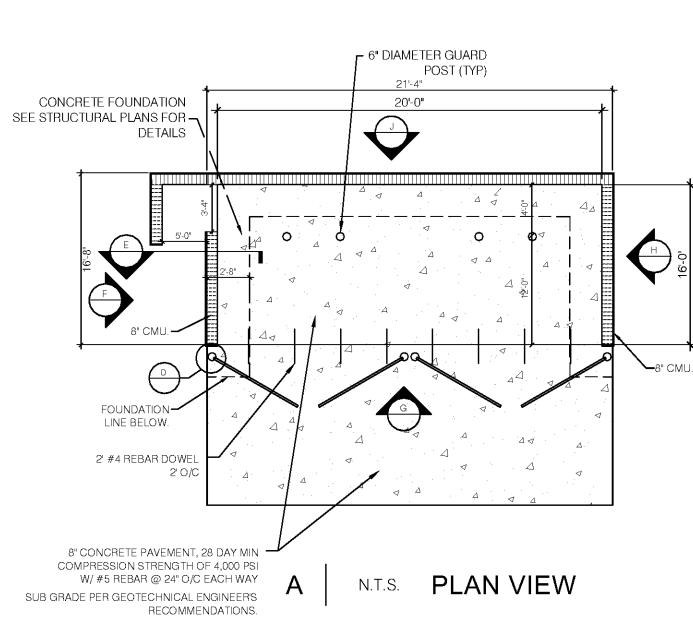 6" DIAMETER GUARD
POST (TYP)
21'-4"
20'-0"
CONCRETE FOUNDATION
SEE STRUCTURAL PLANS FOR
DETAILS
J
3'-4"
4'-0"
5'-0"
E
H
16'-8"
16'-0"
2'-8"
12'-0"
F
8" CMU.
8" CMU.
D
FOUNDATION
LINE BELOW.
G
2' #4 REBAR DOWEL
2' O/C
8" CONCRETE PAVEMENT, 28 DAY MIN
COMPRESSION STRENGTH OF 4,000 PSI
W/ #5 REBAR @ 24" O/C EACH WAY
SUB GRADE PER GEOTECHNICAL ENGINEER'S
RECOMMENDATIONS.
A N.T.S. PLAN VIEW